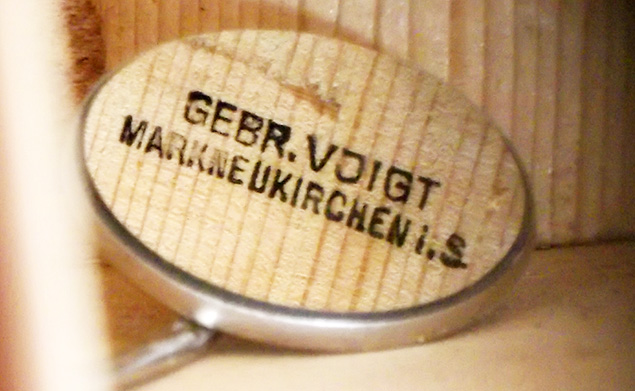 GEBR. VOIGT
MARKNEUKIRCHEN i. S.